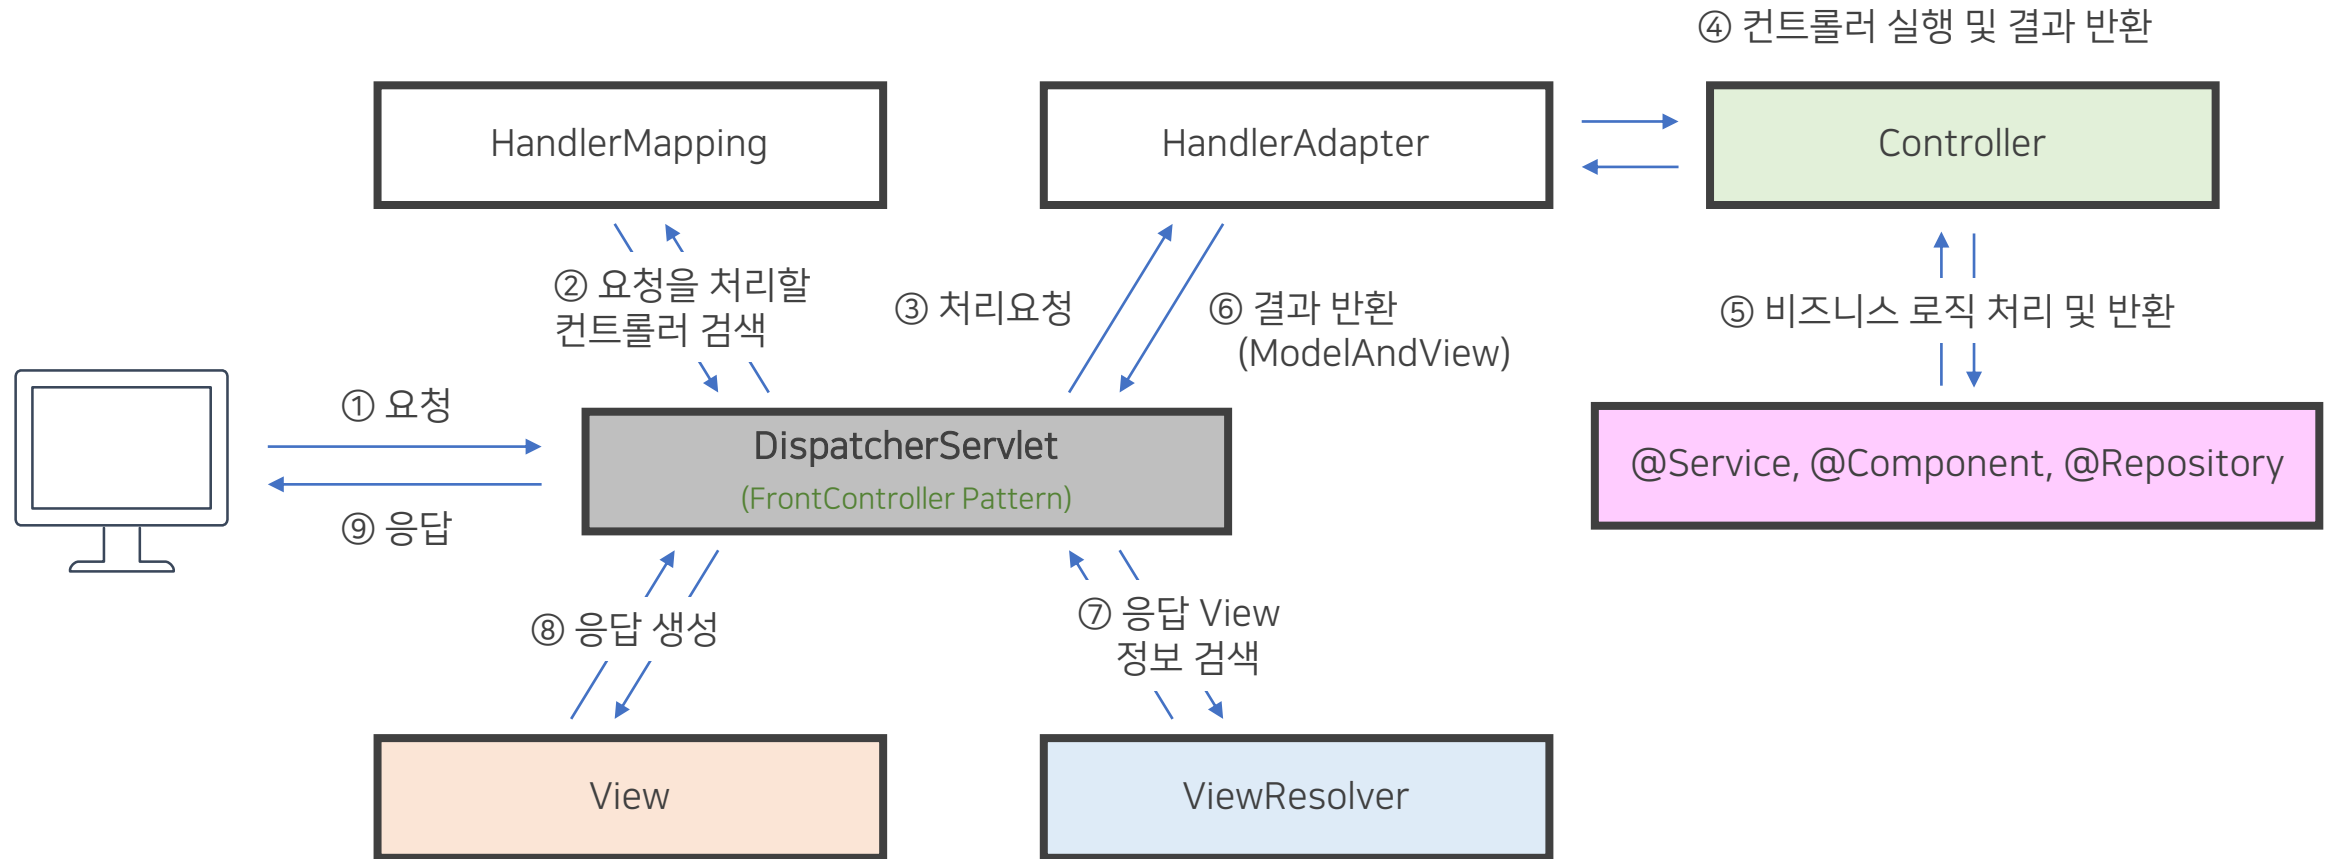 ④ 컨트롤러 실행 및 결과 반환
HandlerMapping
HandlerAdapter
Controller
② 요청을 처리할
컨트롤러 검색
③ 처리요청
⑥ 결과 반환
(ModelAndView)
⑤ 비즈니스 로직 처리 및 반환
① 요청
DispatcherServlet
(FrontController Pattern)
@Service, @Component, @Repository
⑨ 응답
⑧ 응답 생성
⑦ 응답 View
정보 검색
View
ViewResolver